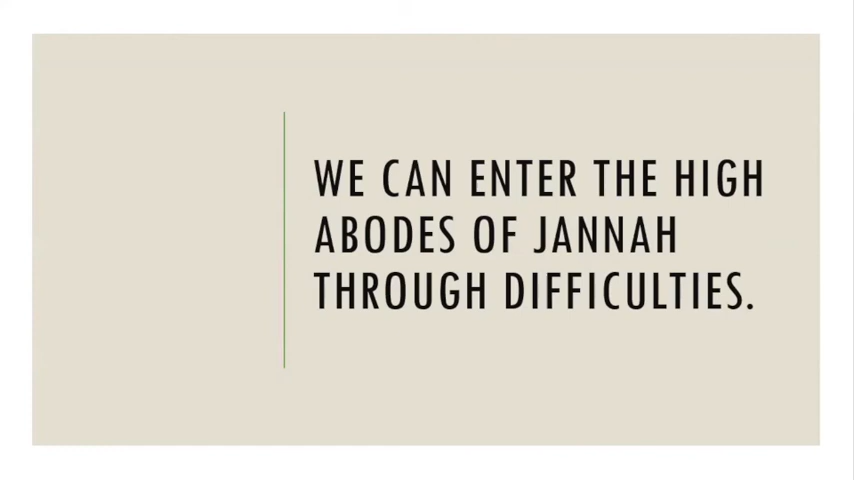 WE CAN ENTER THE HIGH
ABODES OF JANNAH
THROUGH DIFFICULTIES.